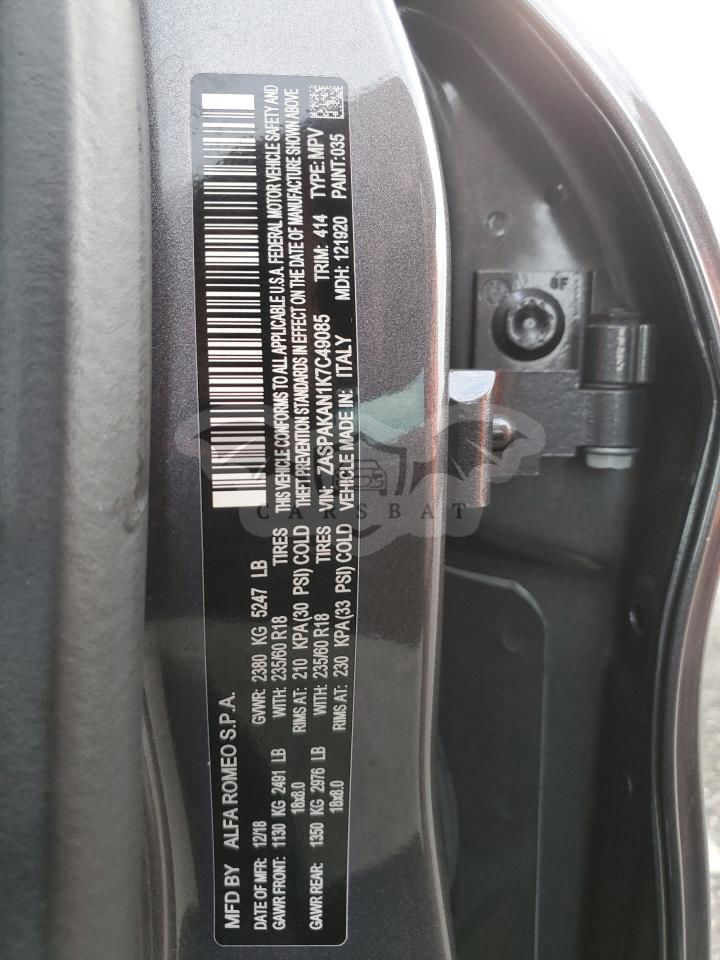 MFD BY ALFA ROMEO S.P.A.
DATE OF MFR: 12/18 GVWR: 2380 KG 5247 LB
GAWR FRONT: 1130 KG 2491 LB WITH: 235/60 R18 TIRES
18x8.0 RIMS AT: 210 KPA(30 PSI) COLD
GAWR REAR: 1350 KG 2976 LB WITH: 235/60 R18 TIRES
18x8.0 RIMS AT: 230 KPA(33 PSI) COLD
THIS VEHICLE CONFORMS TO ALL APPLICABLE U.S.A. FEDERAL MOTOR VEHICLE SAFETY AND
THEFT PREVENTION STANDARDS IN EFFECT ON THE DATE OF MANUFACTURE SHOWN ABOVE
VIN: ZASPAKAN1K7C49085 TRIM: 414 TYPE: MPV
VEHICLE MADE IN: ITALY MDH: 121920 PAINT:035
CARSBAT
8F